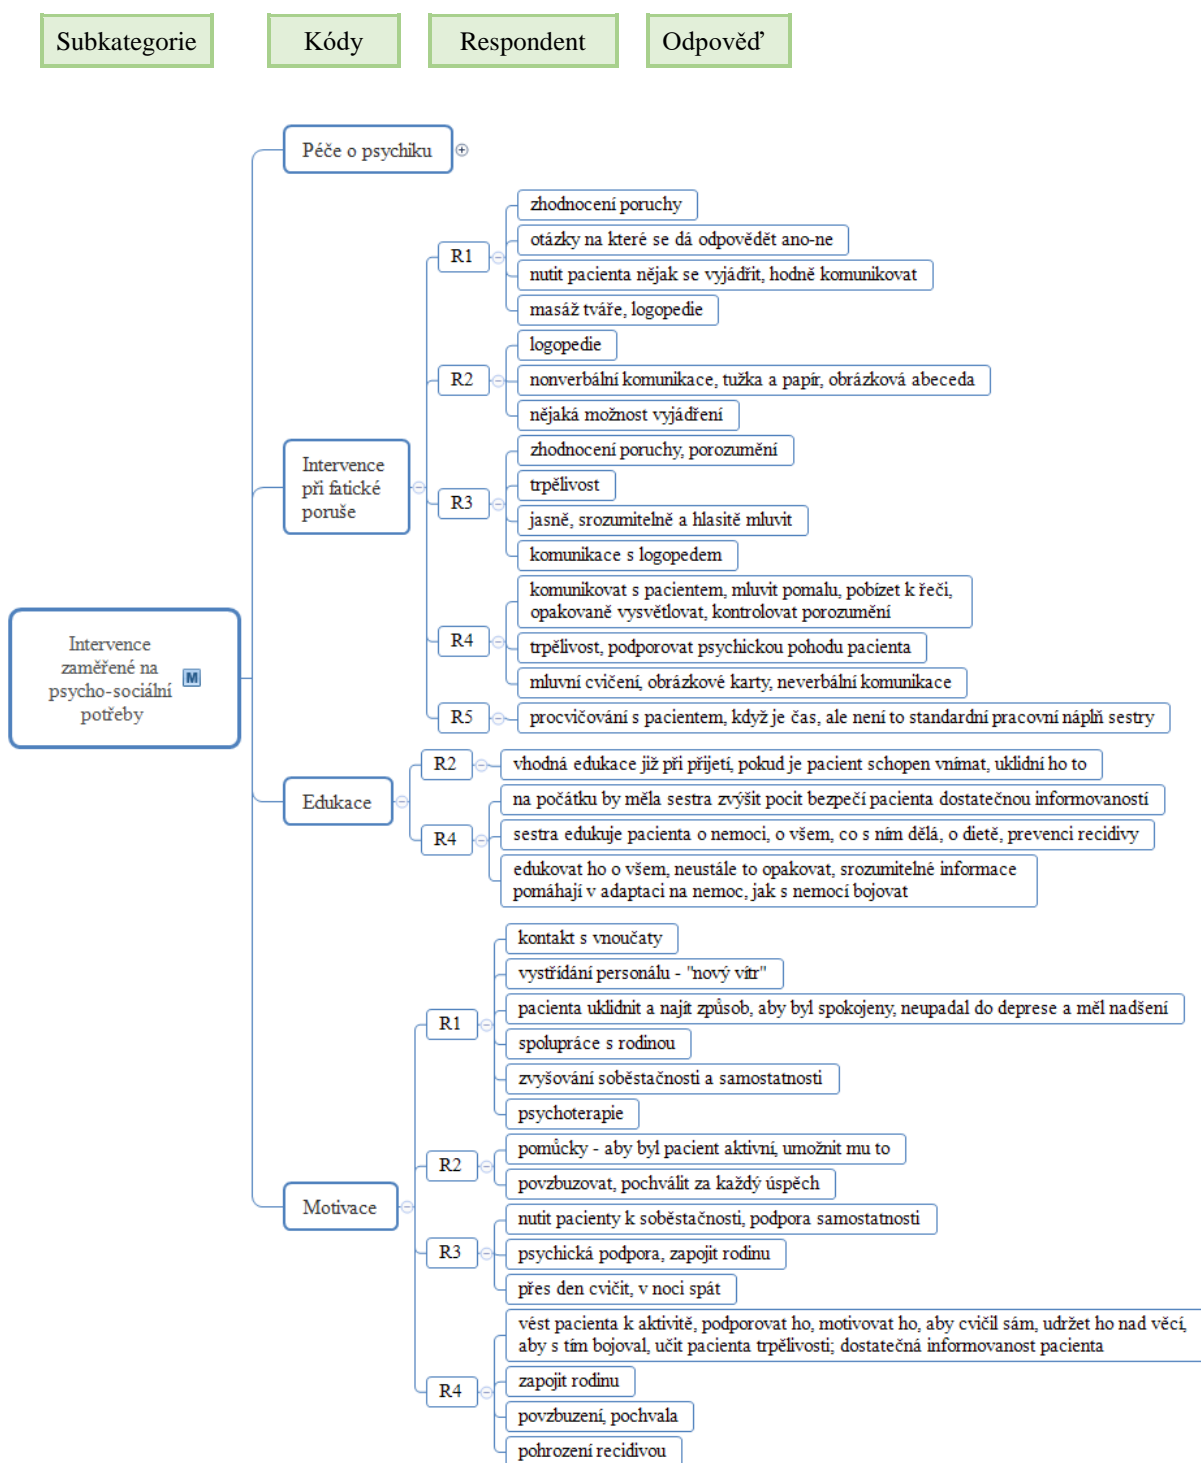 Subkategorie
Kódy
Respondent
Odpověď
Péče o psychiku
Intervence
při fatické
poruše
R1
zhodnocení poruchy
otázky na které se dá odpovědět ano-ne
nutit pacienta nějak se vyjádřit, hodně komunikovat
masáž tváře, logopedie
R2
logopedie
nonverbální komunikace, tužka a papír, obrázková abeceda
nějaká možnost vyjádření
R3
zhodnocení poruchy, porozumění
trpělivost
jasně, srozumitelně a hlasitě mluvit
komunikace s logopedem
R4
komunikovat s pacientem, mluvit pomalu, pobízet k řeči,
opakovaně vysvětlovat, kontrolovat porozumění
trpělivost, podporovat psychickou pohodu pacienta
mluvní cvičení, obrázkové karty, neverbální komunikace
R5
procvičování s pacientem, když je čas, ale není to standardní pracovní náplň sestry
Intervence
zaměřené na
psycho-sociální
potřeby
M
Edukace
R2
vhodná edukace již při přijetí, pokud je pacient schopen vnímat, uklidní ho to
R4
na počátku by měla sestra zvýšit pocit bezpečí pacienta dostatečnou informovaností
sestra edukuje pacienta o nemoci, o všem, co s ním dělá, o dietě, prevenci recidivy
edukovat ho o všem, neustále to opakovat, srozumitelné informace
pomáhají v adaptaci na nemoc, jak s nemocí bojovat
Motivace
R1
kontakt s vnoučaty
vystřídání personálu - "nový vítr"
pacienta uklidnit a najít způsob, aby byl spokojeny, neupadal do deprese a měl nadšení
spolupráce s rodinou
zvyšování soběstačnosti a samostatnosti
psychoterapie
R2
pomůcky - aby byl pacient aktivní, umožnit mu to
povzbuzovat, pochválit za každý úspěch
R3
nutit pacienty k soběstačnosti, podpora samostatnosti
psychická podpora, zapojit rodinu
přes den cvičit, v noci spát
R4
vést pacienta k aktivitě, podporovat ho, motivovat ho, aby cvičil sám, udržet ho nad věcí,
aby s tím bojoval, učit pacienta trpělivosti; dostatečná informovanost pacienta
zapojit rodinu
povzbuzení, pochvala
pohrození recidivou